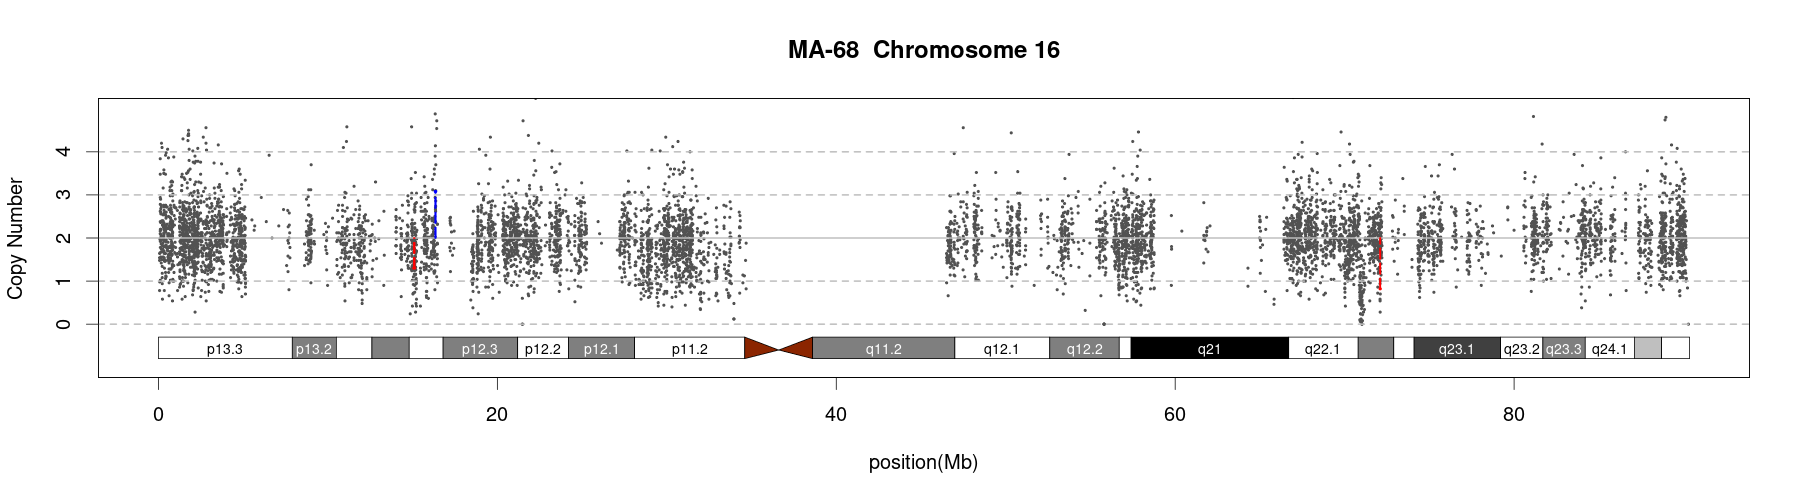 MA-68 Chromosome 16
Copy Number
4
3
2
1
0
p13.3 p13.2 p12.3 p12.2 p12.1 p11.2 q11.2 q12.1 q12.2 q21 q22.1 q23.1 q23.2 q23.3 q24.1
0 20 40 60 80
position(Mb)